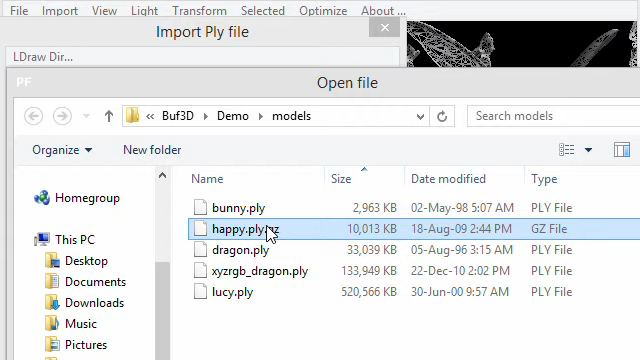 File Import View Light Transform Selected Optimize About ...
Import Ply file
LDraw Dir...
PF Open file
« Buf3D Demo models Search models
Organize New folder
Name Size Date modified Type
Homegroup
This PC
Desktop
Documents
Downloads
Music
Pictures
bunny.ply 2,963 KB 02-May-98 5:07 AM PLY File
happy.ply.gz 10,013 KB 18-Aug-09 2:44 PM GZ File
dragon.ply 33,039 KB 05-Aug-96 3:15 AM PLY File
xyzrgb_dragon.ply 133,949 KB 22-Dec-10 2:02 PM PLY File
lucy.ply 520,566 KB 30-Jun-00 9:57 AM PLY File